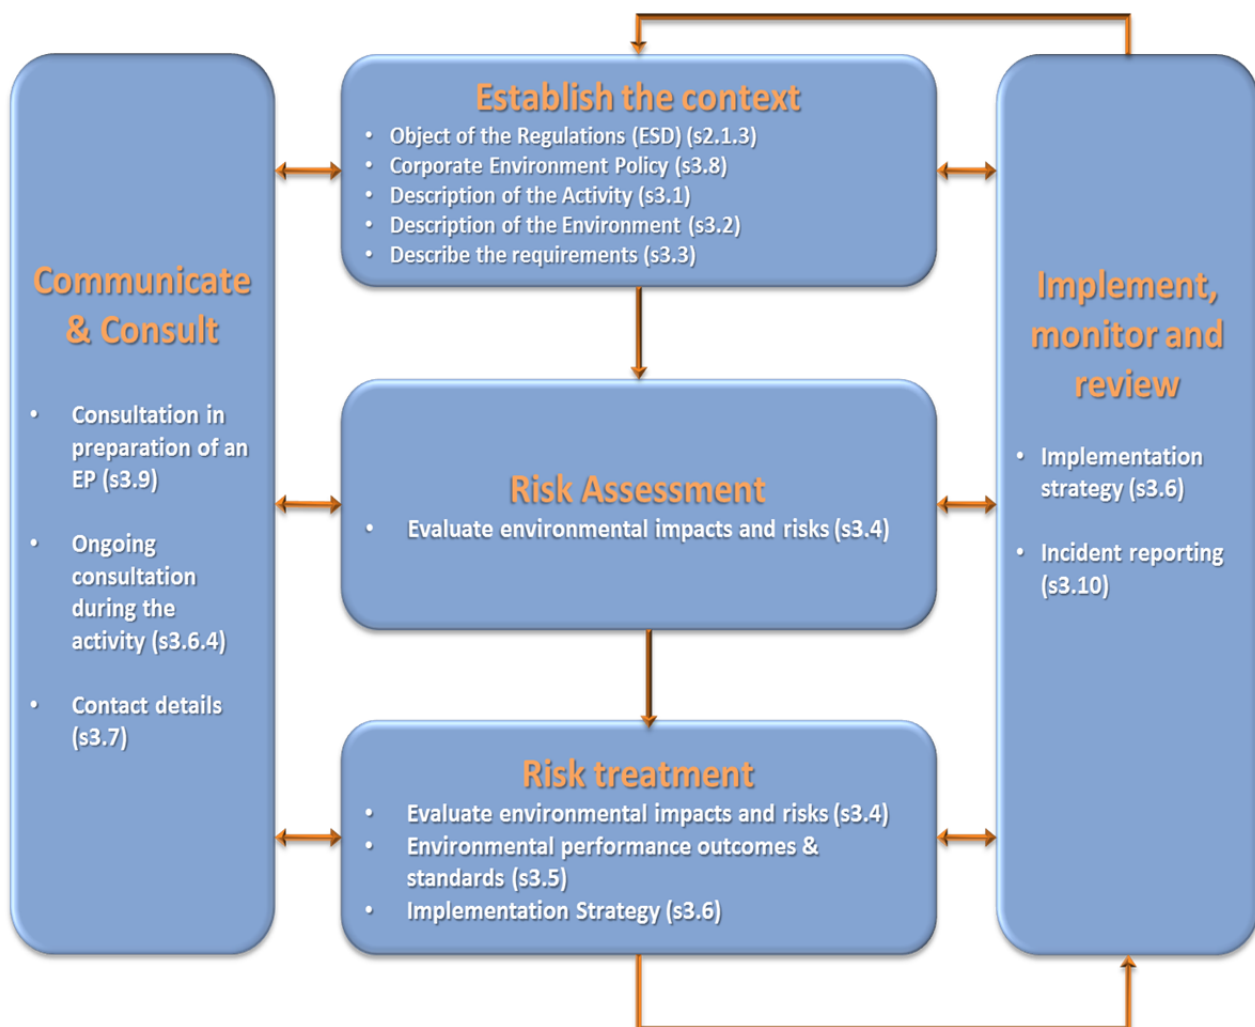 Establish the context
• Object of the Regulations (ESD) (s2.1.3)
• Corporate Environment Policy (s3.8)
• Description of the Activity (s3.1)
• Description of the Environment (s3.2)
• Describe the requirements (s3.3)
Communicate
& Consult
• Consultation in
preparation of an
EP (s3.9)
• Ongoing
consultation
during the
activity (s3.6.4)
• Contact details
(s3.7)
Risk Assessment
• Evaluate environmental impacts and risks (s3.4)
Risk treatment
• Evaluate environmental impacts and risks (s3.4)
• Environmental performance outcomes &
standards (s3.5)
• Implementation Strategy (s3.6)
Implement,
monitor and
review
• Implementation
strategy (s3.6)
• Incident reporting
(s3.10)